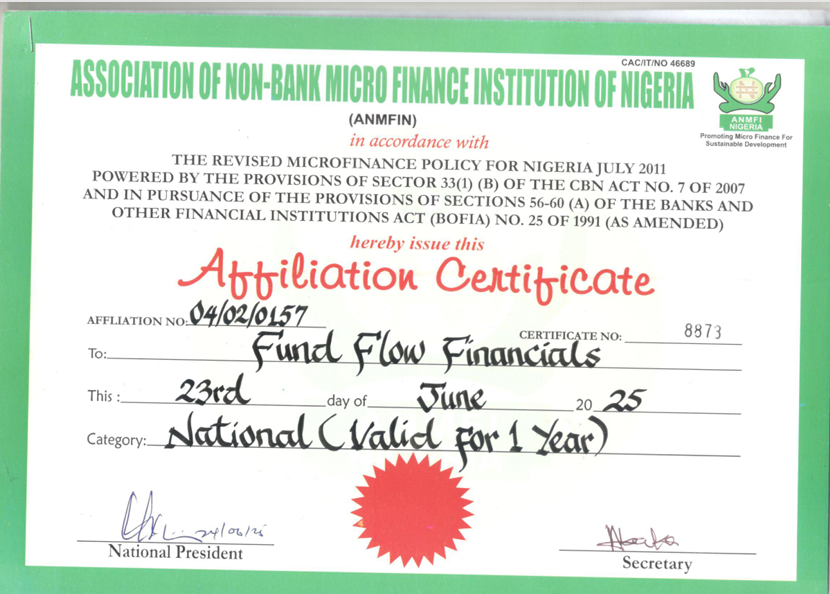 CAC/IT/NO 46689
ASSOCIATION OF NON-BANK MICRO FINANCE INSTITUTION OF NIGERIA
(ANMFIN)
ANMFI
NIGERIA
Promoting Micro Finance For
Sustainable Development
in accordance with
THE REVISED MICROFINANCE POLICY FOR NIGERIA JULY 2011
POWERED BY THE PROVISIONS OF SECTOR 33(1) (B) OF THE CBN ACT NO. 7 OF 2007
AND IN PURSUANCE OF THE PROVISIONS OF SECTIONS 56-60 (A) OF THE BANKS AND
OTHER FINANCIAL INSTITUTIONS ACT (BOFIA) NO. 25 OF 1991 (AS AMENDED)
hereby issue this
Affiliation Certificate
AFFLIATION NO: 04/02/0157
CERTIFICATE NO: 8873
To: Fund Flow Financials
This : 23rd day of June 20 25
Category: National (Valid for 1 Year)
24/06/25
National President
Secretary